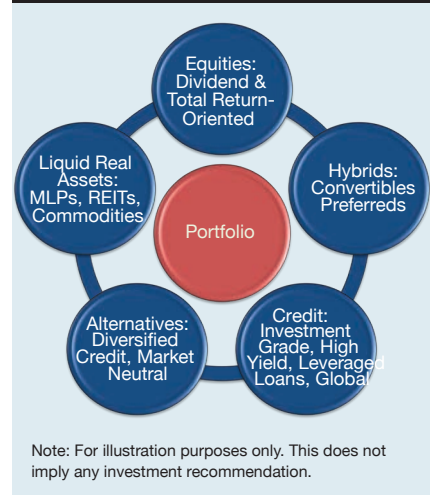 Equities:
Dividend &
Total Return-
Oriented
Hybrids:
Convertibles
Preferreds
Credit:
Investment
Grade, High
Yield, Leveraged
Loans, Global
Alternatives:
Diversified
Credit, Market
Neutral
Liquid Real
Assets:
MLPs, REITs,
Commodities
Portfolio
Note: For illustration purposes only. This does not
imply any investment recommendation.